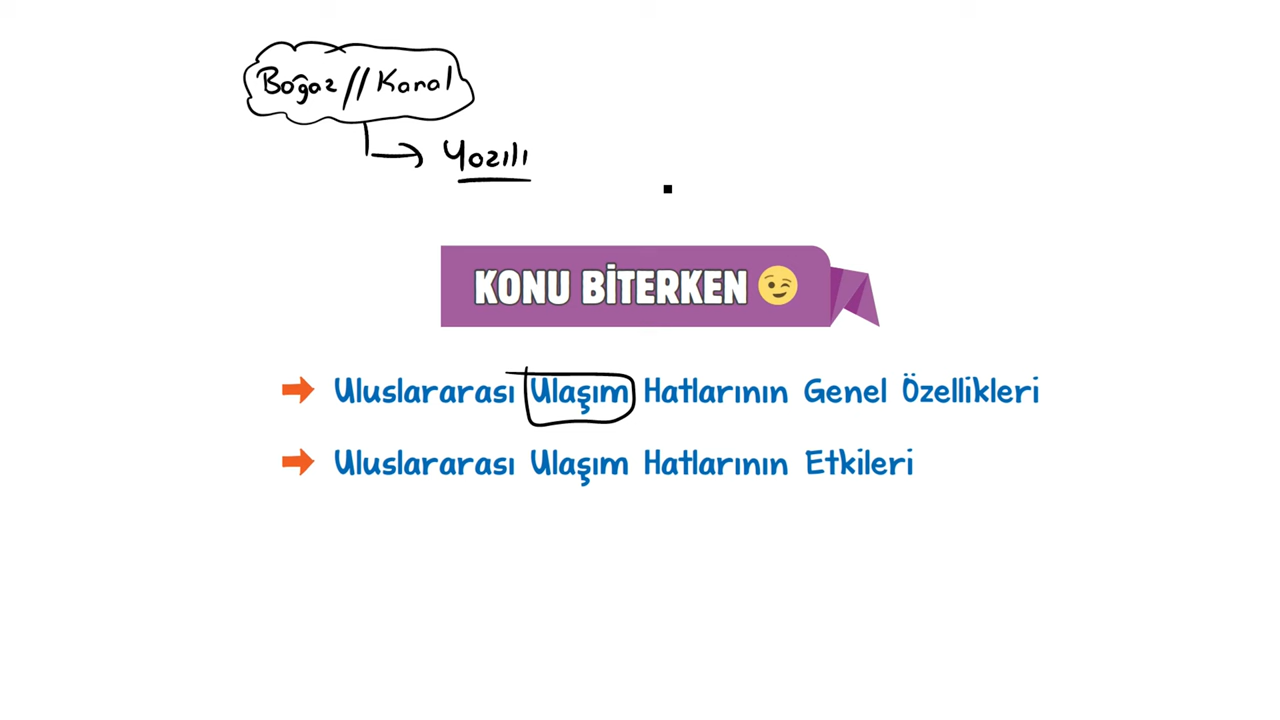 Boğaz // Kanal
Yazılı
KONU BİTERKEN
Uluslararası Ulaşım Hatlarının Genel Özellikleri
Uluslararası Ulaşım Hatlarının Etkileri